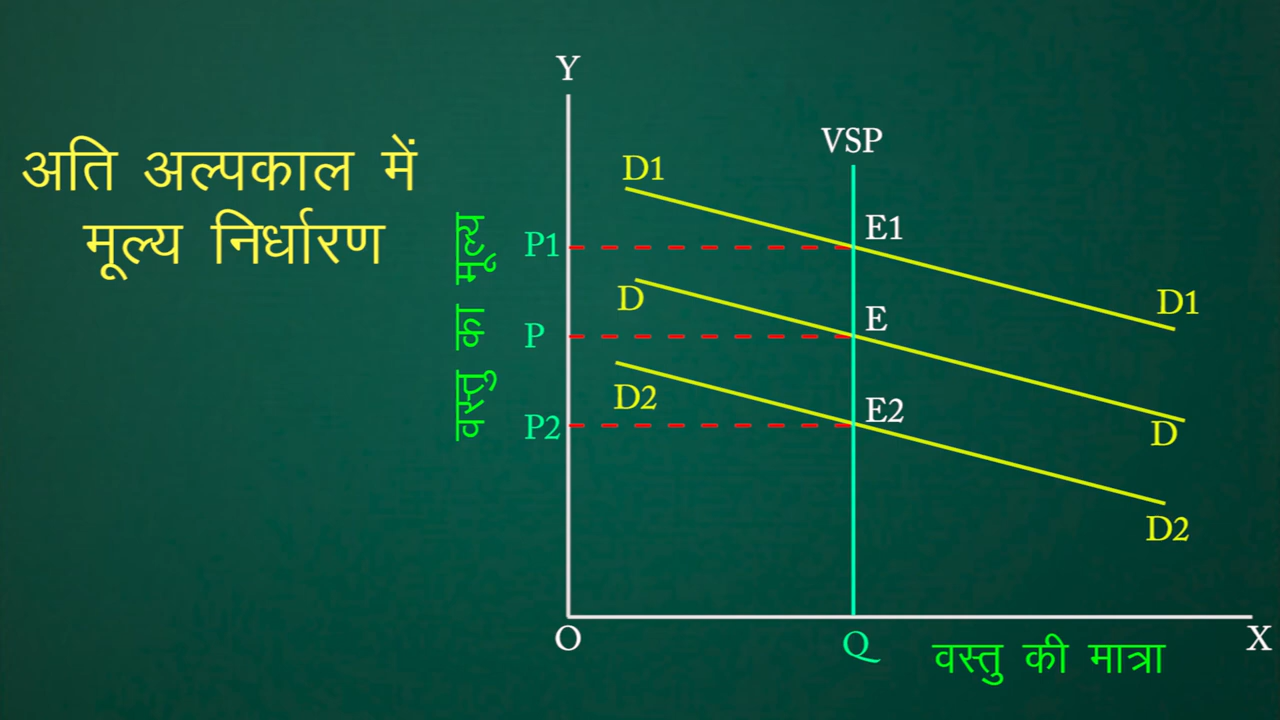 अति अल्पकाल में
मूल्य निर्धारण
Y
VSP
D1
E1
P1
D
D1
E
P
D2
E2
P2
D
D2
वस्तु का मूल्य
O
Q
वस्तु की मात्रा
X